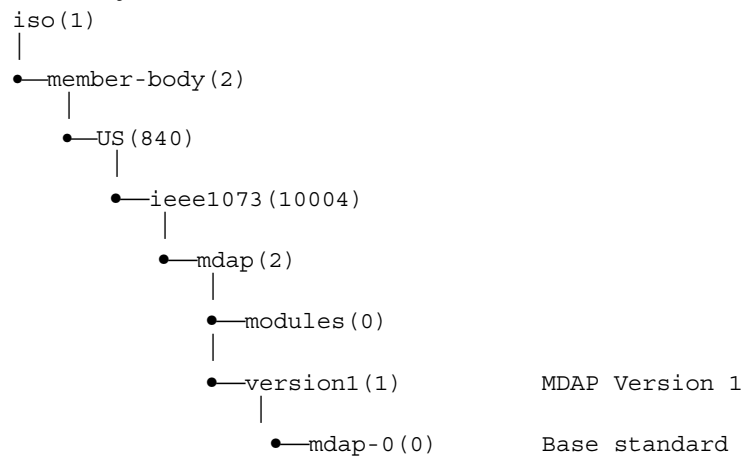 iso(1)
member-body(2)
US(840)
ieee1073(10004)
mdap(2)
modules(0)
version1(1) MDAP Version 1
mdap-0(0) Base standard